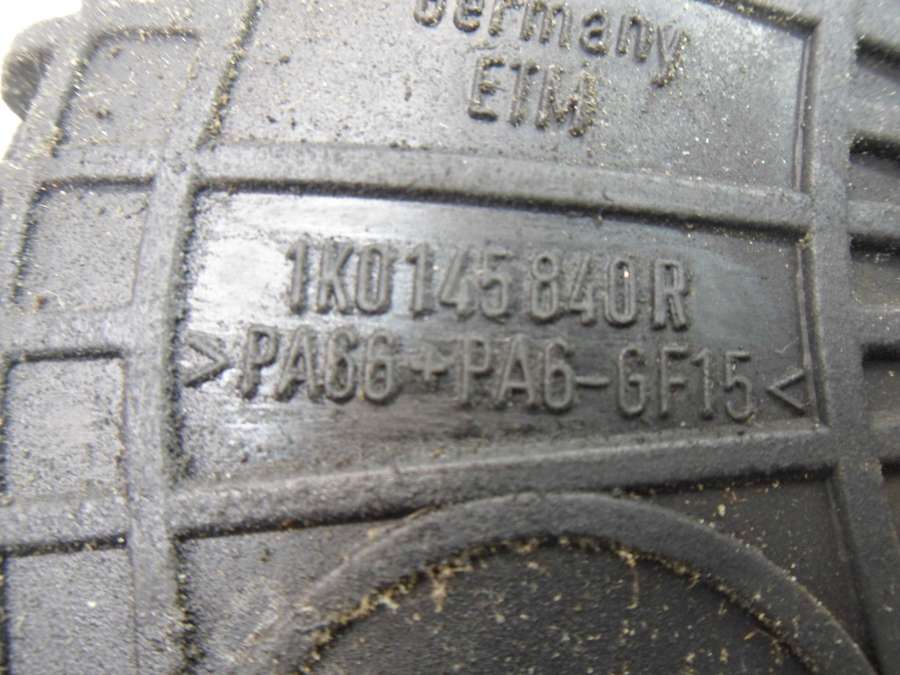 Germany
ETM
1K0 145 840 R
>PA66+PA6-GF15<